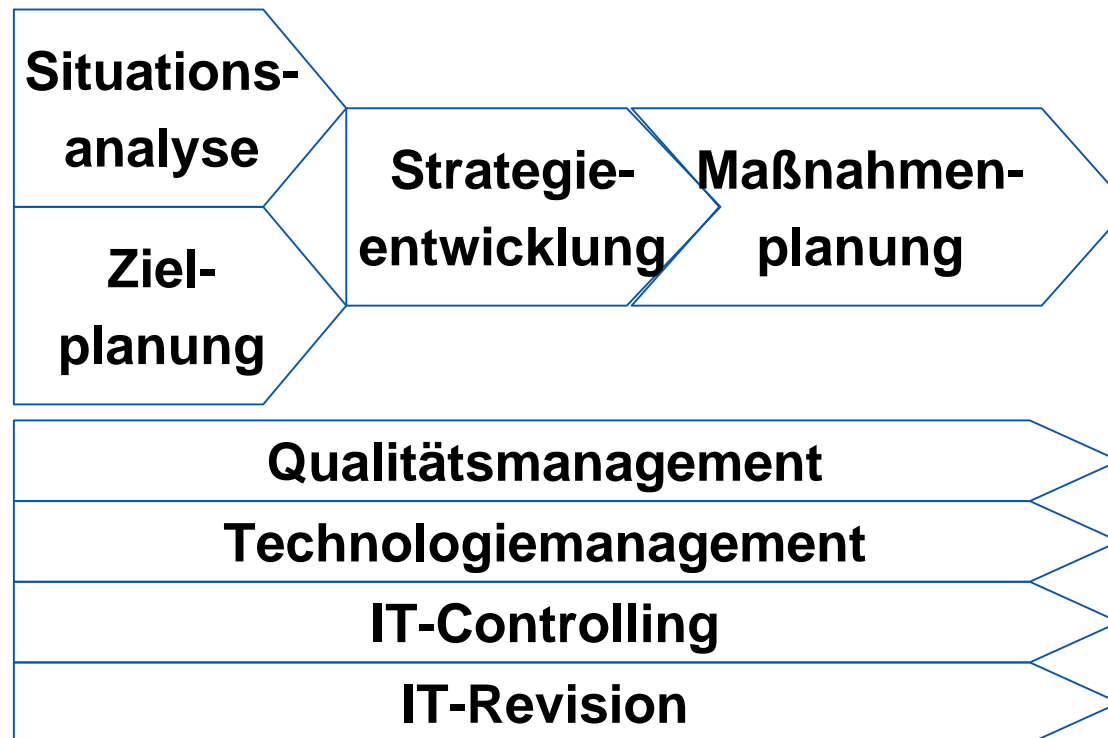 Situations-
analyse
Ziel-
planung
Strategie-
entwicklung
Maßnahmen-
planung
Qualitätsmanagement
Technologiemanagement
IT-Controlling
IT-Revision